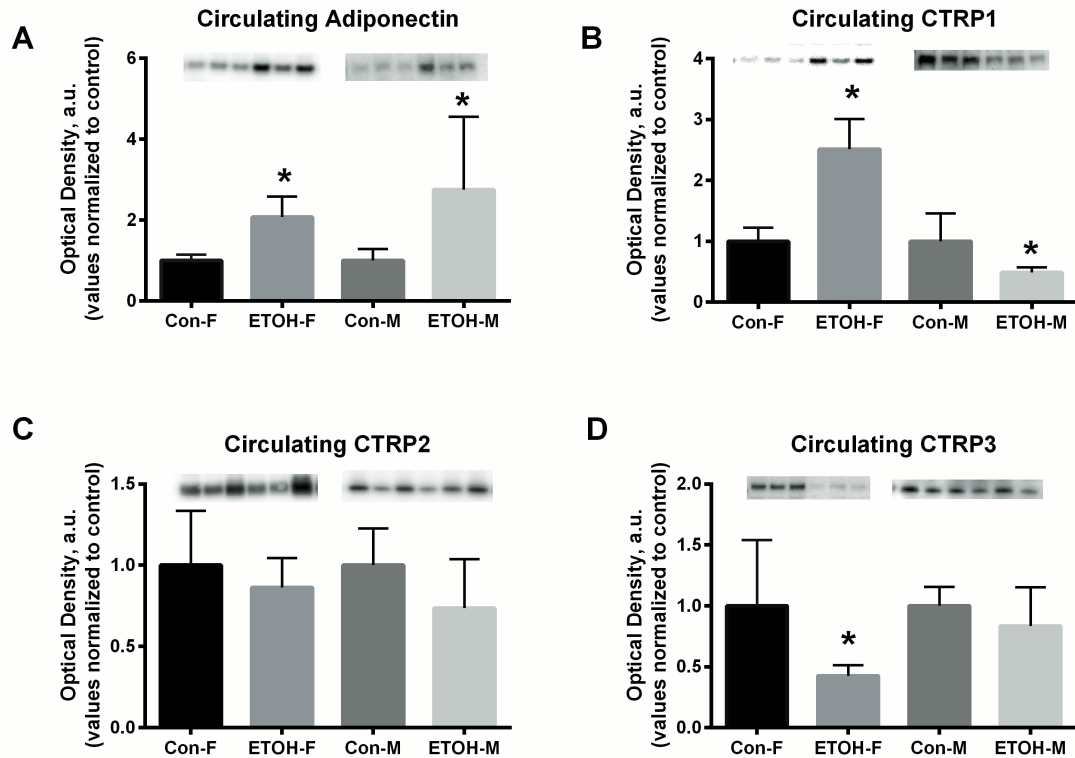 A
Circulating Adiponectin
Optical Density, a.u.
(values normalized to control)
6
4
2
0
*
*
Con-F
ETOH-F
Con-M
ETOH-M
B
Circulating CTRP1
Optical Density, a.u.
(values normalized to control)
4
3
2
1
0
*
*
Con-F
ETOH-F
Con-M
ETOH-M
C
Circulating CTRP2
Optical Density, a.u.
(values normalized to control)
1.5
1.0
0.5
0.0
Con-F
ETOH-F
Con-M
ETOH-M
D
Circulating CTRP3
Optical Density, a.u.
(values normalized to control)
2.0
1.5
1.0
0.5
0.0
*
Con-F
ETOH-F
Con-M
ETOH-M